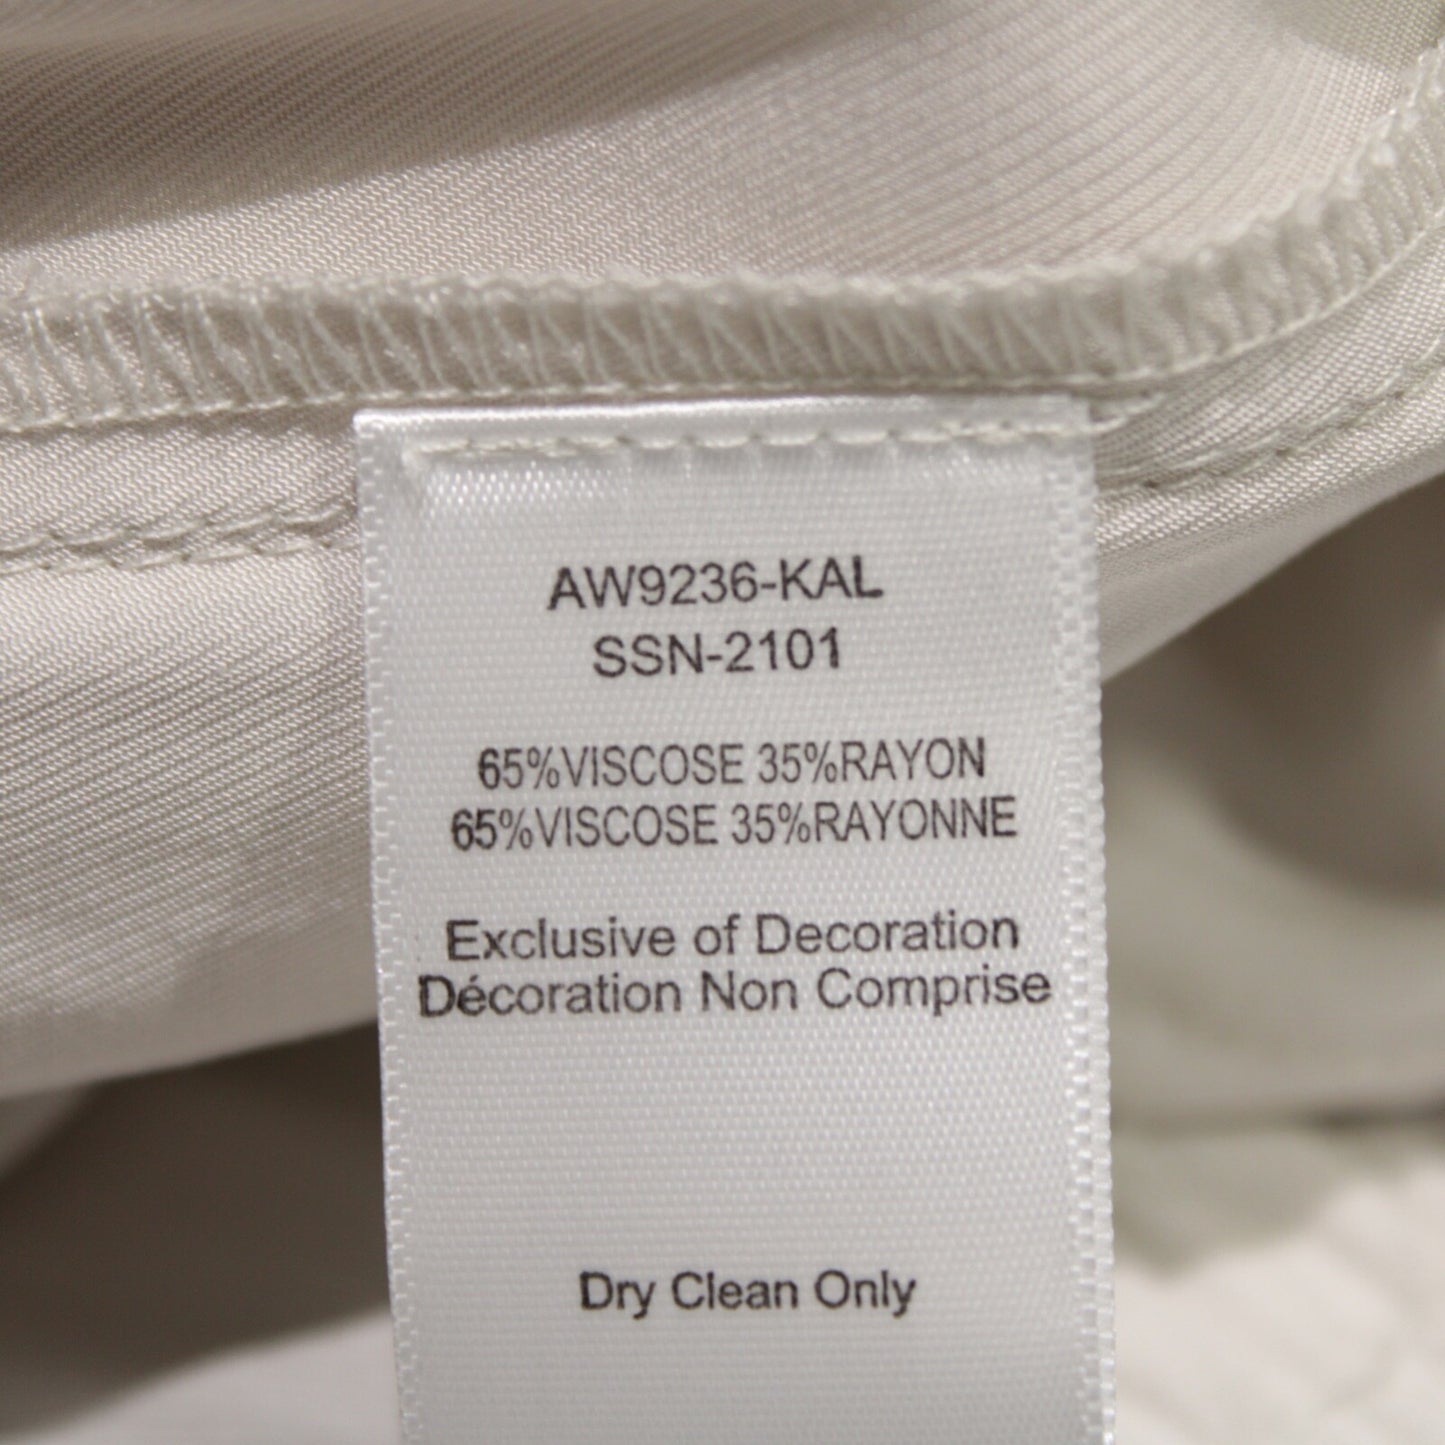 AW9236-KAL
SSN-2101
65%VISCOSE 35%RAYON
65%VISCOSE 35%RAYONNE
Exclusive of Decoration
Décoration Non Comprise
Dry Clean Only